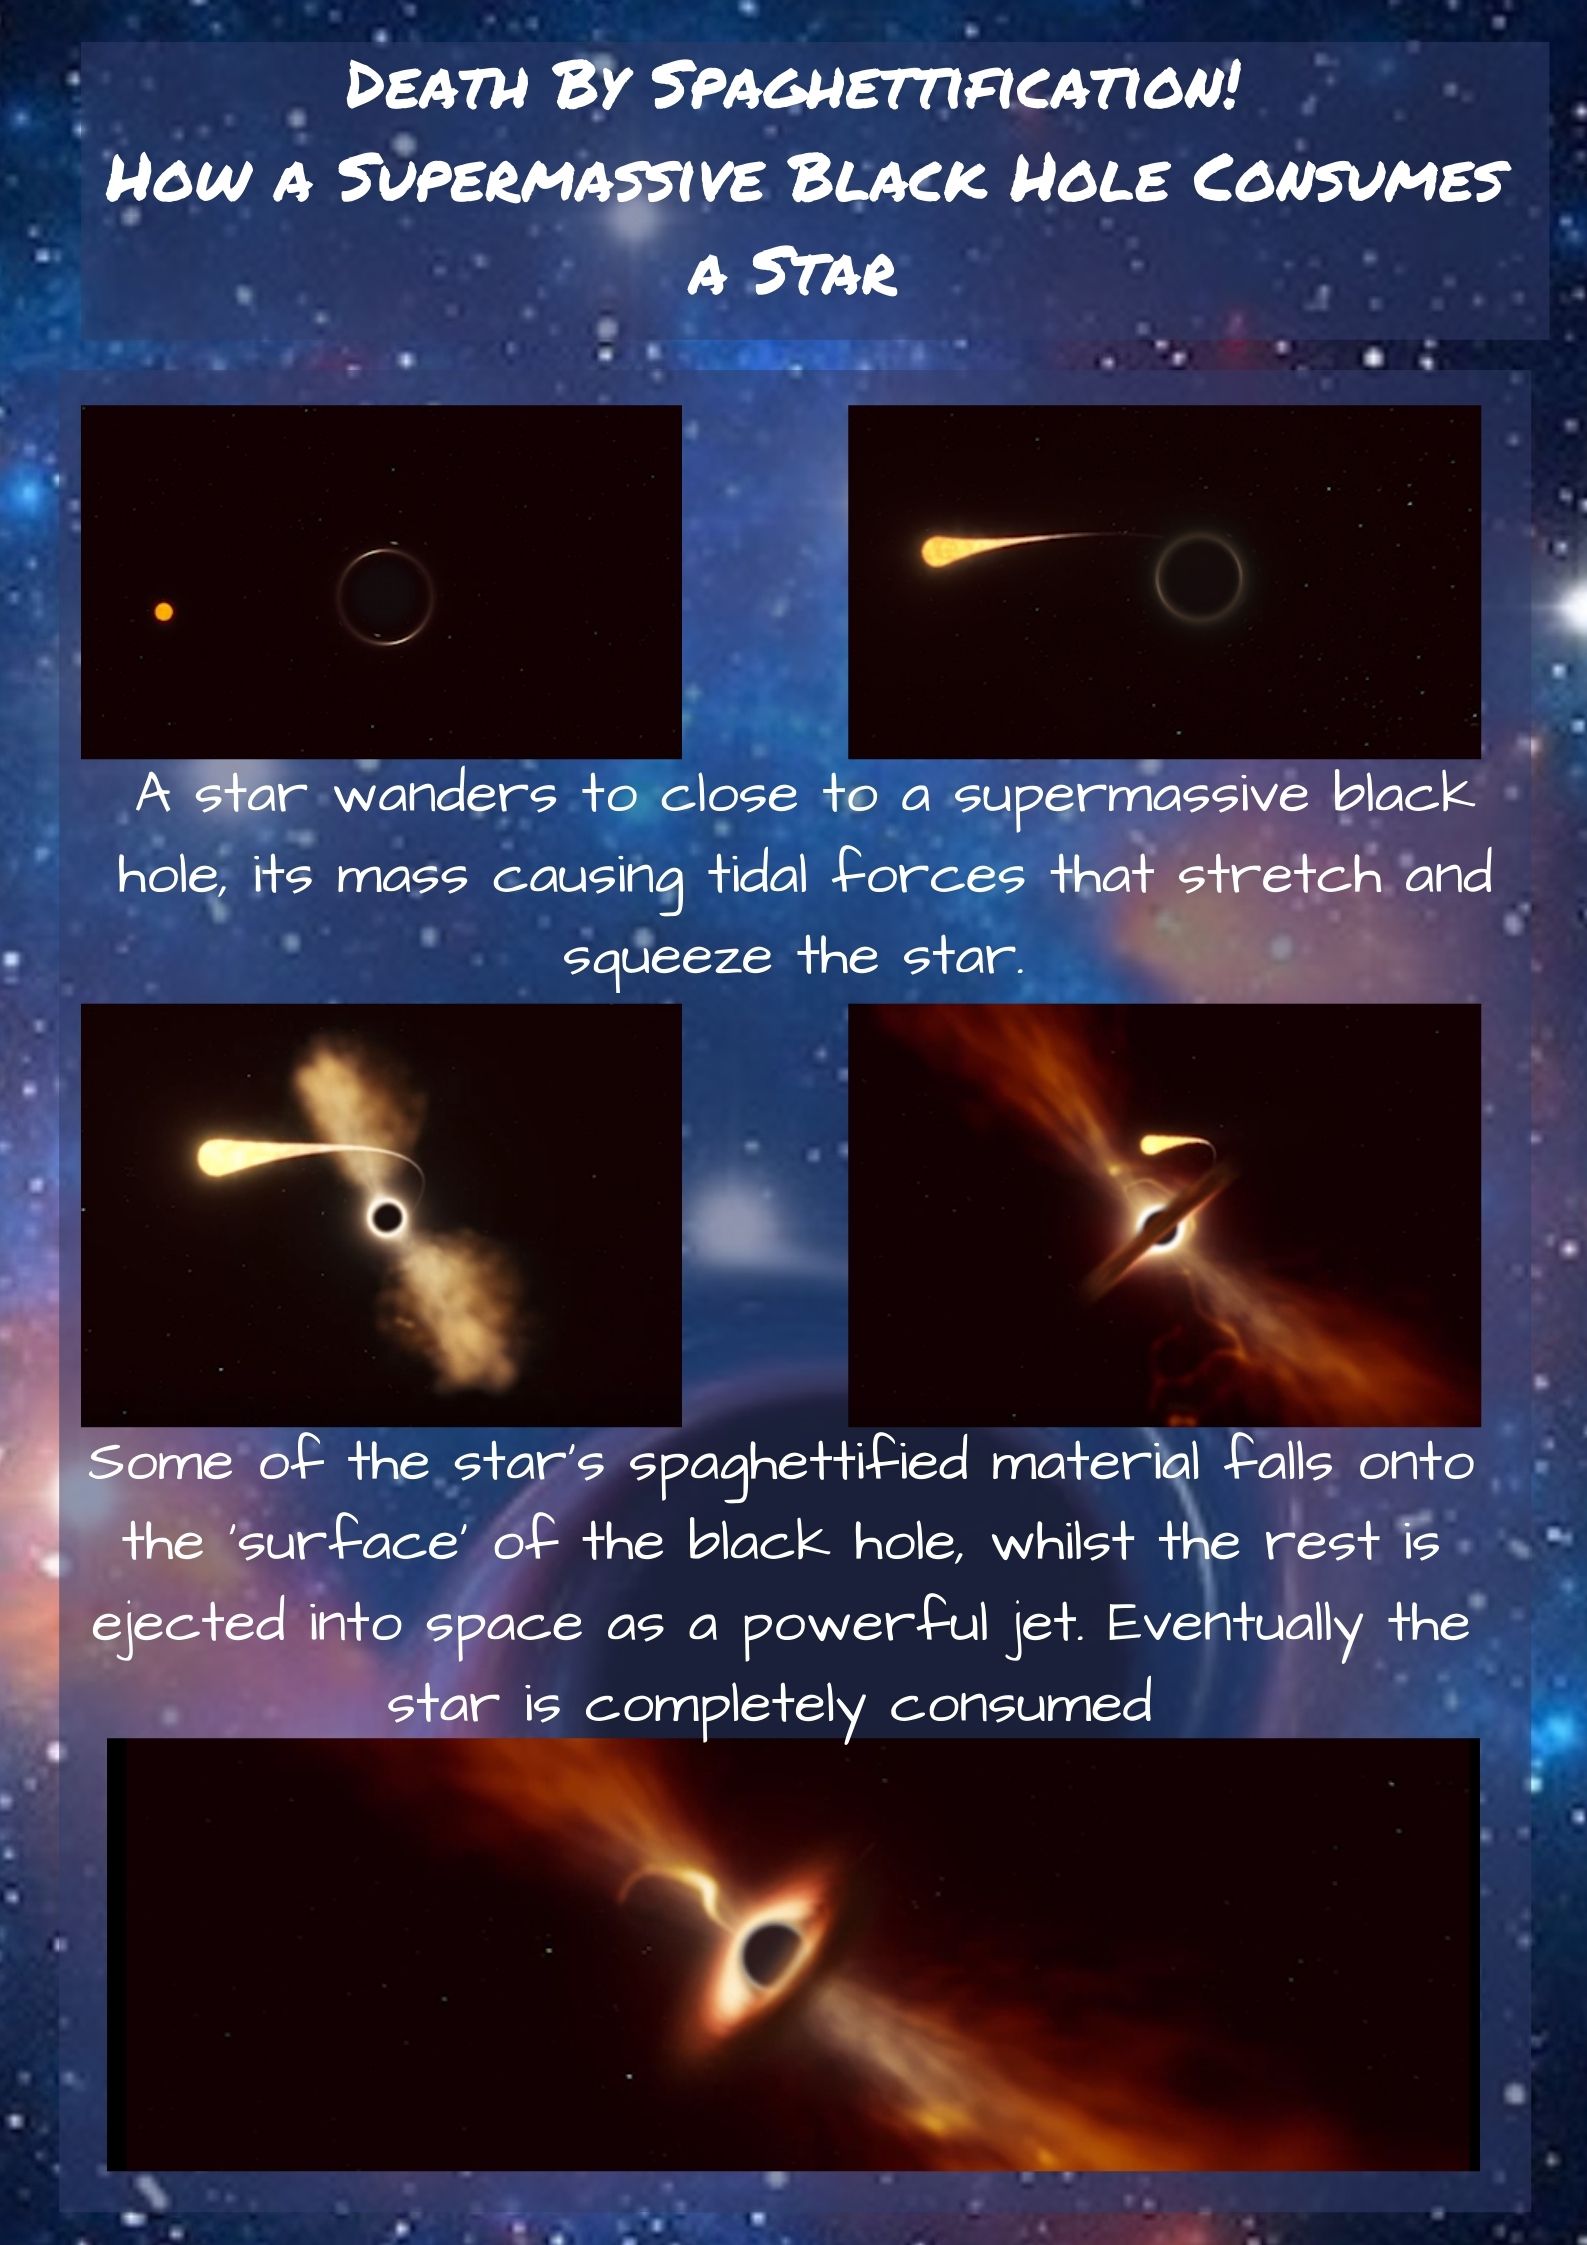 Death By Spaghettification!
How a Supermassive Black Hole Consumes
a Star
A star wanders to close to a supermassive black
hole, its mass causing tidal forces that stretch and
squeeze the star.
Some of the star's spaghettified material falls onto
the 'surface' of the black hole, whilst the rest is
ejected into space as a powerful jet. Eventually the
star is completely consumed